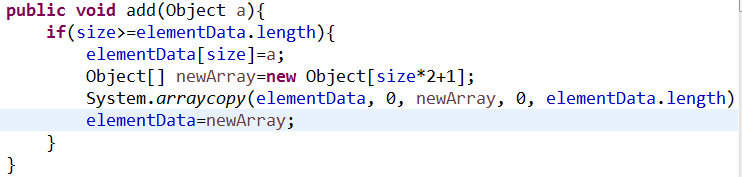 public void add(Object a){
    if(size>=elementData.length){
        elementData[size]=a;
        Object[] newArray=new Object[size*2+1];
        System.arraycopy(elementData, 0, newArray, 0, elementData.length)
        elementData=newArray;
    }
}